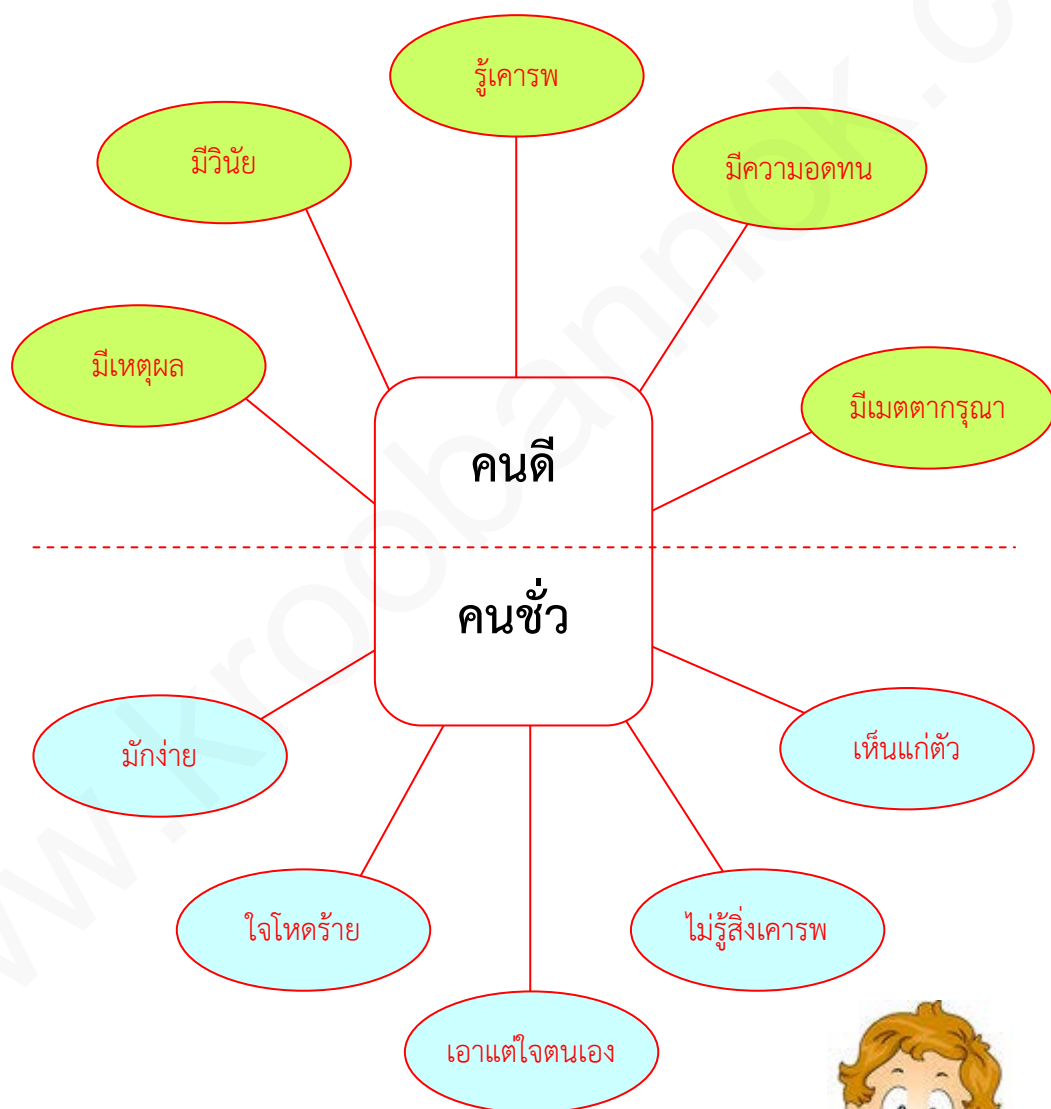 รู้เคารพ
มีวินัย
มีความอดทน
มีเหตุผล
มีเมตตากรุณา
คนดี
คนชั่ว
มักง่าย
เห็นแก่ตัว
ใจโหดร้าย
ไม่รู้สิ่งเคารพ
เอาแต่ใจตนเอง